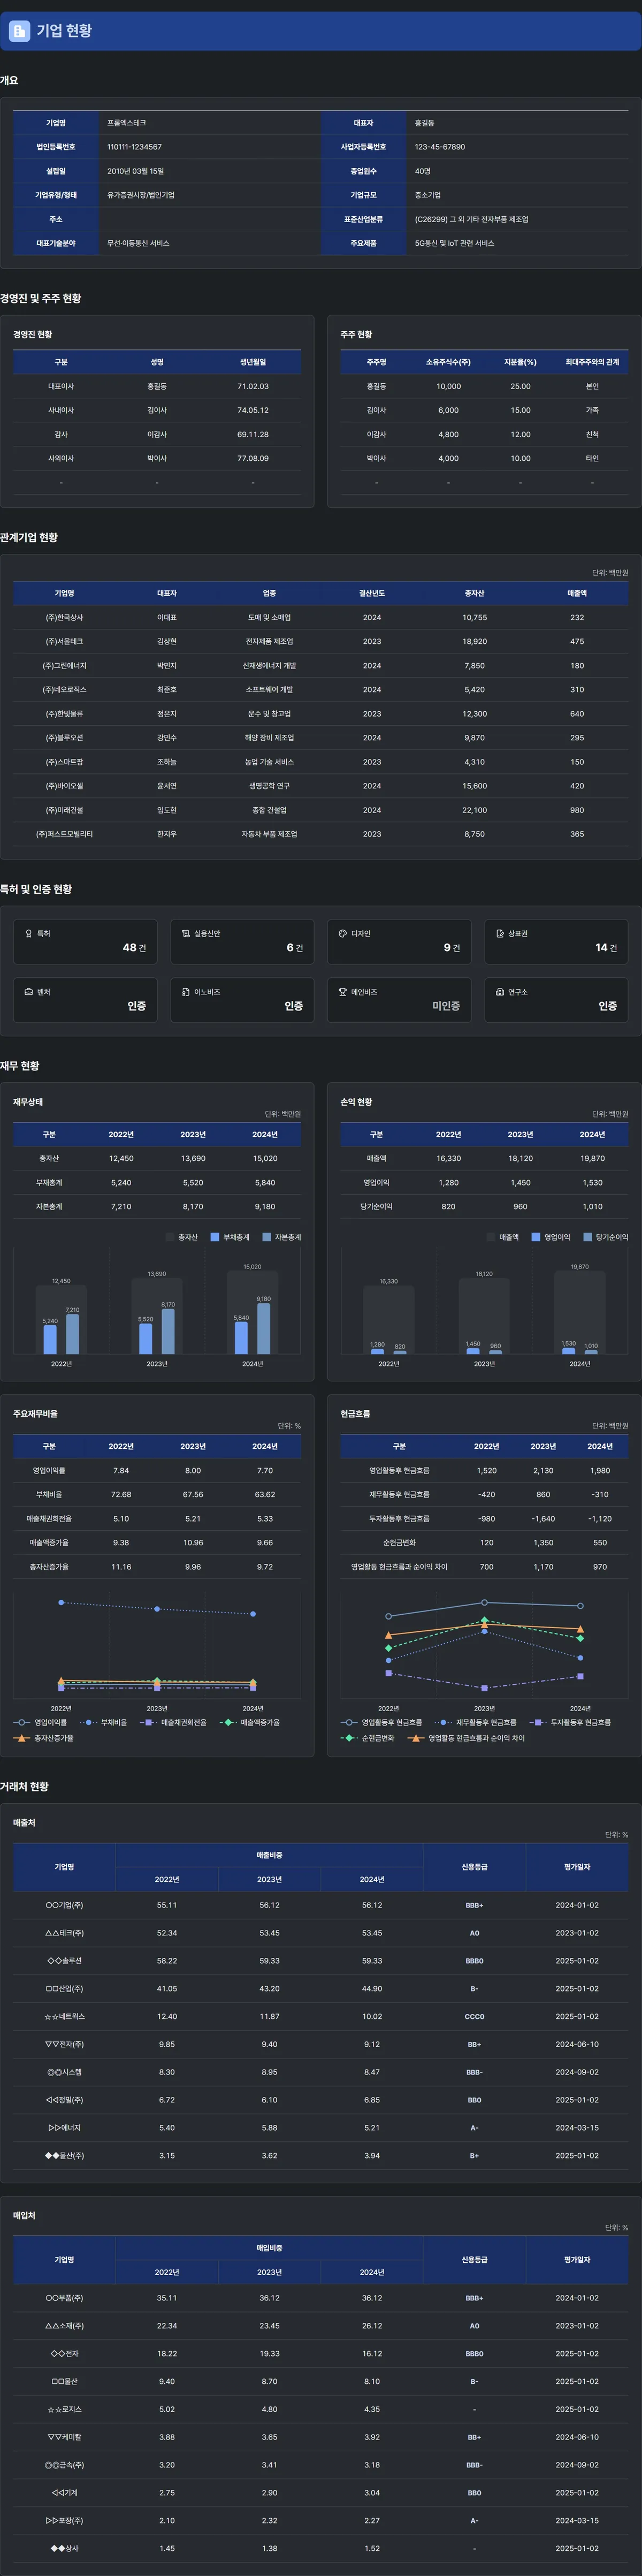 기업 현황
개요
기업명 프롬엑스테크 대표자 홍길동
법인등록번호 110111-1234567 사업자등록번호 123-45-67890
설립일 2010년 03월 15일 종업원수 40명
기업유형/형태 유가증권시장/법인기업 기업규모 중소기업
주소 표준산업분류 (C26299) 그 외 기타 전자부품 제조업
대표기술분야 무선·이동통신 서비스 주요제품 5G통신 및 IoT 관련 서비스
경영진 및 주주 현황
경영진 현황
구분 성명 생년월일
대표이사 홍길동 71.02.03
사내이사 김이사 74.05.12
감사 이감사 69.11.28
사외이사 박이사 77.08.09
- - -
주주 현황
주주명 소유주식수(주) 지분율(%) 최대주주와의 관계
홍길동 10,000 25.00 본인
김이사 6,000 15.00 가족
이감사 4,800 12.00 친척
박이사 4,000 10.00 타인
- - - -
관계기업 현황
단위: 백만원
기업명 대표자 업종 결산년도 총자산 매출액
(주)한국상사 이대표 도매 및 소매업 2024 10,755 232
(주)서울테크 김상현 전자제품 제조업 2023 18,920 475
(주)그린에너지 박민지 신재생에너지 개발 2024 7,850 180
(주)네오로직스 최준호 소프트웨어 개발 2024 5,420 310
(주)한빛물류 정은지 운수 및 창고업 2023 12,300 640
(주)블루오션 강민수 해양 장비 제조업 2024 9,870 295
(주)스마트팜 조하늘 농업 기술 서비스 2023 4,310 150
(주)바이오셀 윤서연 생명공학 연구 2024 15,600 420
(주)미래건설 임도현 종합 건설업 2024 22,100 980
(주)퍼스트모빌리티 한지우 자동차 부품 제조업 2023 8,750 365
특허 및 인증 현황
특허 48 건
실용신안 6 건
디자인 9 건
상표권 14 건
벤처 인증
이노비즈 인증
메인비즈 미인증
연구소 인증
재무 현황
재무상태
단위: 백만원
구분 2022년 2023년 2024년
총자산 12,450 13,690 15,020
부채총계 5,240 5,520 5,840
자본총계 7,210 8,170 9,180
총자산 부채총계 자본총계
12,450 5,240 7,210
13,690 5,520 8,170
15,020 5,840 9,180
2022년 2023년 2024년
손익 현황
단위: 백만원
구분 2022년 2023년 2024년
매출액 16,330 18,120 19,870
영업이익 1,280 1,450 1,530
당기순이익 820 960 1,010
매출액 영업이익 당기순이익
16,330 1,280 820
18,120 1,450 960
19,870 1,530 1,010
2022년 2023년 2024년
주요재무비율
단위: %
구분 2022년 2023년 2024년
영업이익률 7.84 8.00 7.70
부채비율 72.68 67.56 63.62
매출채권회전율 5.10 5.21 5.33
매출액증가율 9.38 10.96 9.66
총자산증가율 11.16 9.96 9.72
2022년 2023년 2024년
영업이익률 부채비율 매출채권회전율 매출액증가율
총자산증가율
현금흐름
단위: 백만원
구분 2022년 2023년 2024년
영업활동후 현금흐름 1,520 2,130 1,980
재무활동후 현금흐름 -420 860 -310
투자활동후 현금흐름 -980 -1,640 -1,120
순현금변화 120 1,350 550
영업활동 현금흐름과 순이익 차이 700 1,170 970
2022년 2023년 2024년
영업활동후 현금흐름 재무활동후 현금흐름 투자활동후 현금흐름
순현금변화 영업활동 현금흐름과 순이익 차이
거래처 현황
매출처
단위: %
기업명 매출비중 신용등급 평가일자
2022년 2023년 2024년
○○기업(주) 55.11 56.12 56.12 BBB+ 2024-01-02
△△테크(주) 52.34 53.45 53.45 A0 2023-01-02
◇◇솔루션 58.22 59.33 59.33 BBB0 2025-01-02
□□산업(주) 41.05 43.20 44.90 B- 2025-01-02
☆☆네트웍스 12.40 11.87 10.02 CCC0 2025-01-02
▽▽전자(주) 9.85 9.40 9.12 BB+ 2024-06-10
◎◎시스템 8.30 8.95 8.47 BBB- 2024-09-02
◁◁정밀(주) 6.72 6.10 6.85 BB0 2025-01-02
▷▷에너지 5.40 5.88 5.21 A- 2024-03-15
◆◆물산(주) 3.15 3.62 3.94 B+ 2025-01-02
매입처
단위: %
기업명 매입비중 신용등급 평가일자
2022년 2023년 2024년
○○부품(주) 35.11 36.12 36.12 BBB+ 2024-01-02
△△소재(주) 22.34 23.45 26.12 A0 2023-01-02
◇◇전자 18.22 19.33 16.12 BBB0 2025-01-02
□□물산 9.40 8.70 8.10 B- 2025-01-02
☆☆로지스 5.02 4.80 4.35 - 2025-01-02
▽▽케미칼 3.88 3.65 3.92 BB+ 2024-06-10
◎◎금속(주) 3.20 3.41 3.18 BBB- 2024-09-02
◁◁기계 2.75 2.90 3.04 BB0 2025-01-02
▷▷포장(주) 2.10 2.32 2.27 A- 2024-03-15
◆◆상사 1.45 1.38 1.52 - 2025-01-02